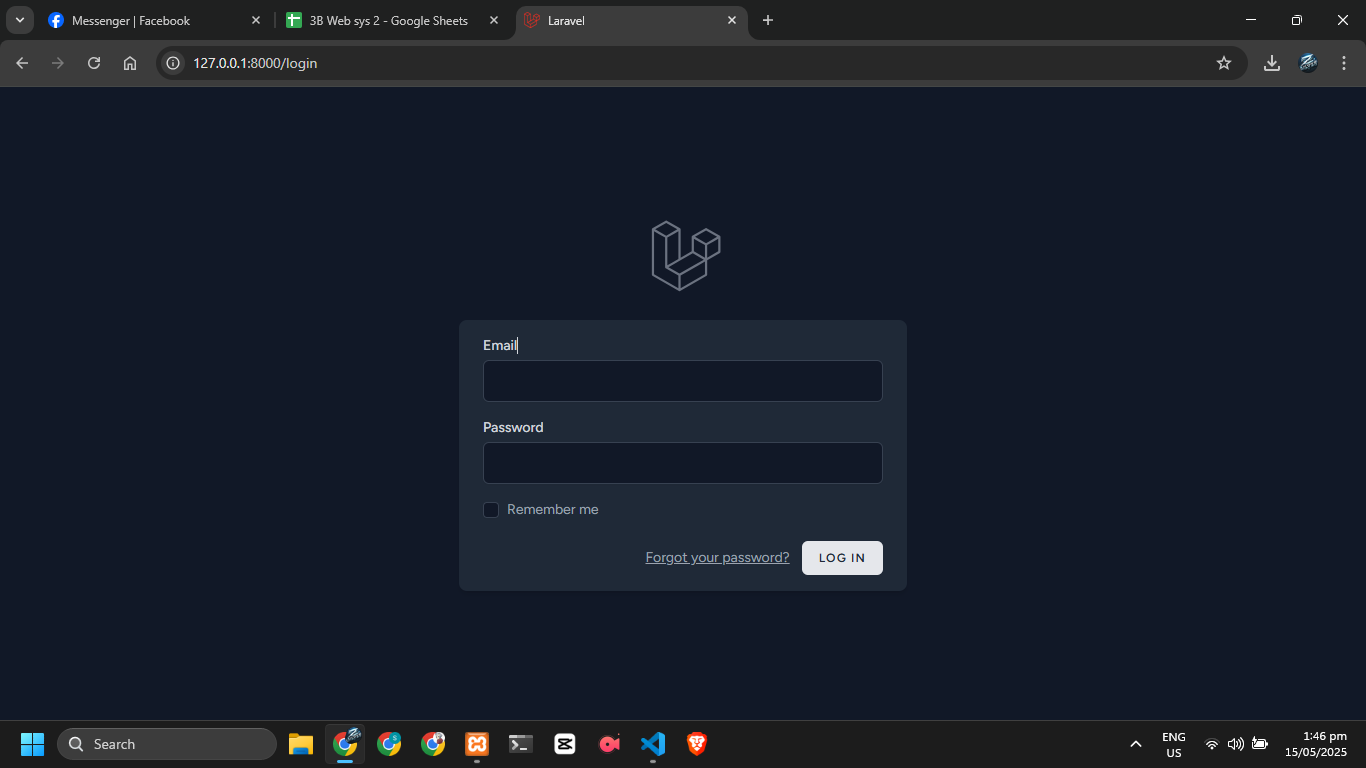 Messenger | Facebook
3B Web sys 2 - Google Sheets
Laravel
127.0.0.1:8000/login
Email
Password
Remember me
Forgot your password?
LOG IN
Search
ENG
US
1:46 pm
15/05/2025